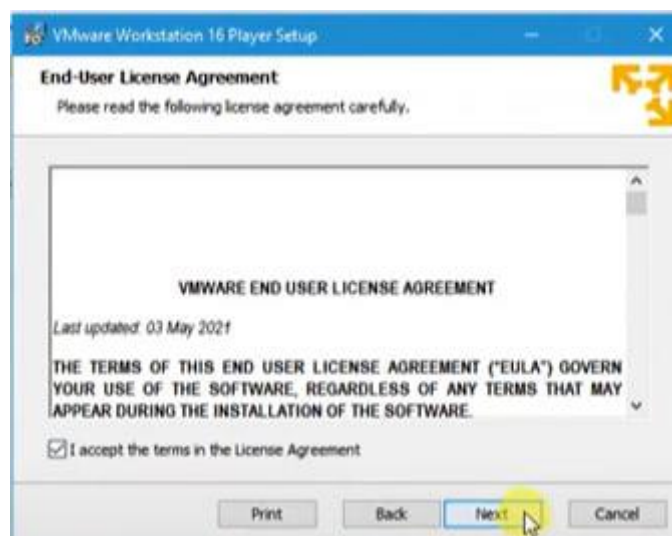 VMware Workstation 16 Player Setup
End-User License Agreement
Please read the following license agreement carefully.
VMWARE END USER LICENSE AGREEMENT
Last updated: 03 May 2021
THE TERMS OF THIS END USER LICENSE AGREEMENT ("EULA") GOVERN
YOUR USE OF THE SOFTWARE, REGARDLESS OF ANY TERMS THAT MAY
APPEAR DURING THE INSTALLATION OF THE SOFTWARE.
I accept the terms in the License Agreement
Print Back Next Cancel